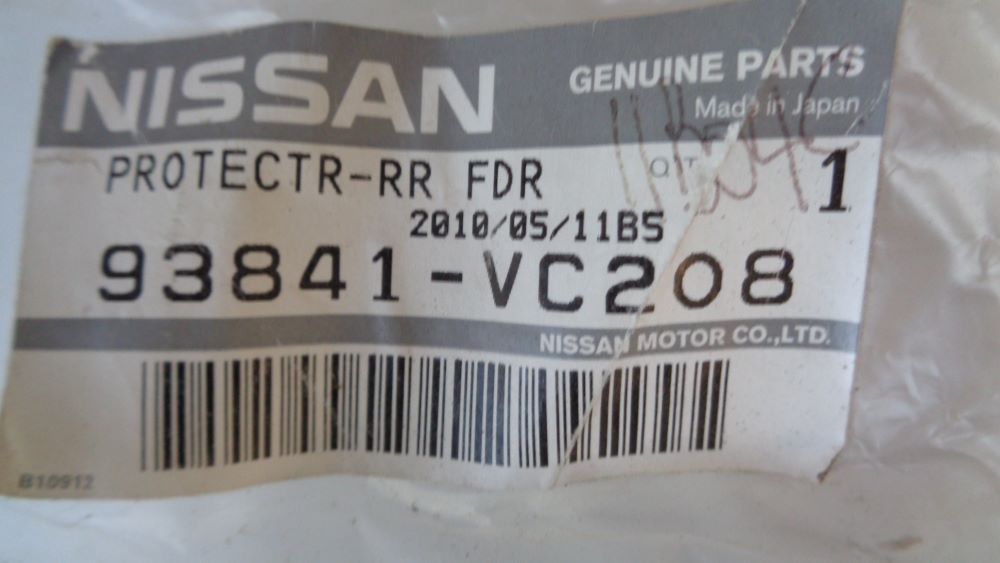 NISSAN
GENUINE PARTS
Made in Japan
PROTECTR-RR FDR
Q'TY 1
2010/05/11B5
93841-VC208
NISSAN MOTOR CO.,LTD.
B10912